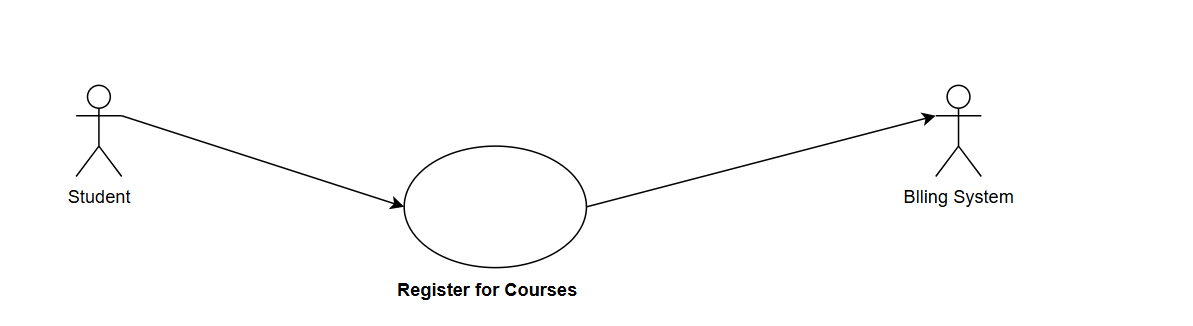 Student
Blling System
Register for Courses